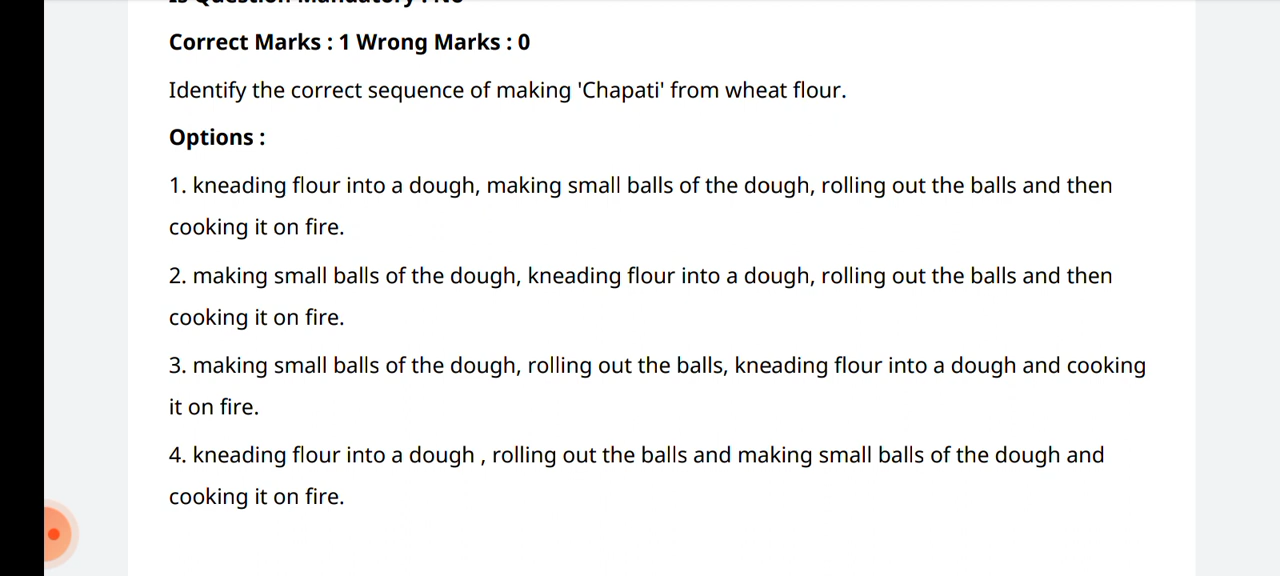 Is Question Mandatory : No
Correct Marks : 1 Wrong Marks : 0
Identify the correct sequence of making 'Chapati' from wheat flour.
Options :
1. kneading flour into a dough, making small balls of the dough, rolling out the balls and then
cooking it on fire.
2. making small balls of the dough, kneading flour into a dough, rolling out the balls and then
cooking it on fire.
3. making small balls of the dough, rolling out the balls, kneading flour into a dough and cooking
it on fire.
4. kneading flour into a dough , rolling out the balls and making small balls of the dough and
cooking it on fire.